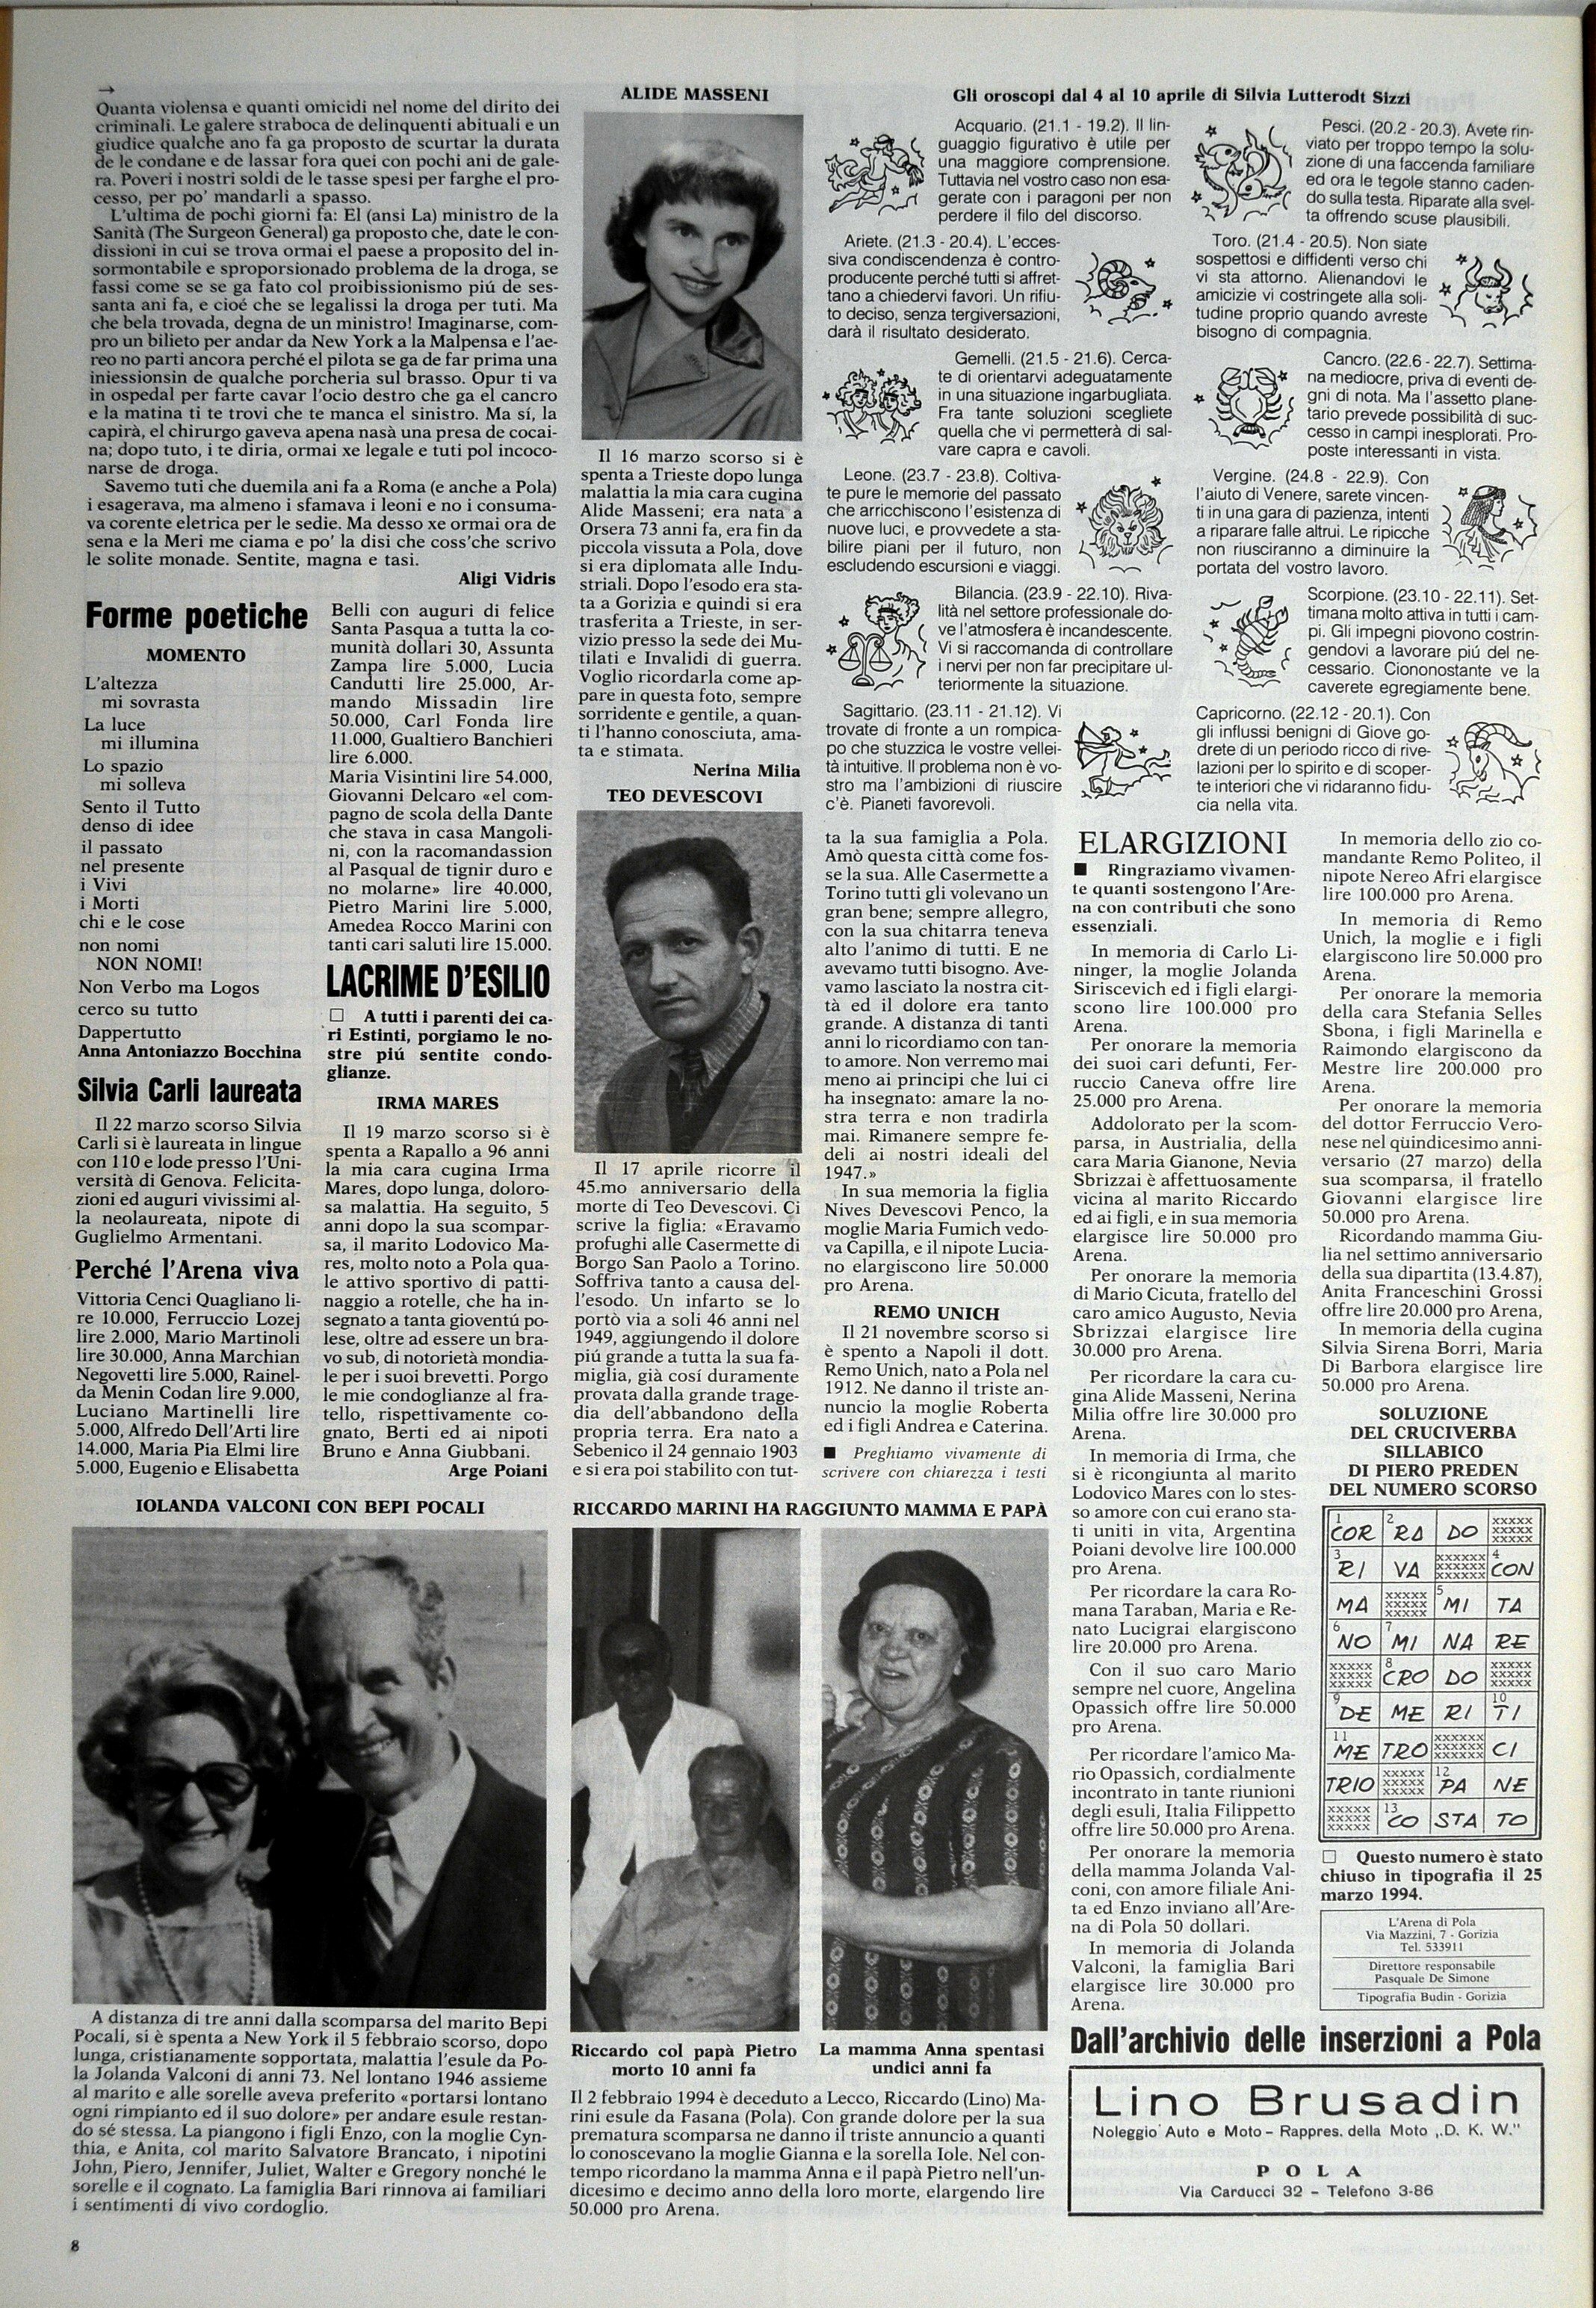 →
Quanta violensa e quanti omicidi nel nome del dirito dei
criminali. Le galere straboca de delinquenti abituali e un
giudice qualche ano fa ga proposto de scurtar la durata
de le condane e de lassar fora quei con pochi ani de gale-
ra. Poveri i nostri soldi de le tasse spesi per farghe el pro-
cesso, per po' mandarli a spasso.
L'ultima de pochi giorni fa: El (ansi La) ministro de la
Sanità (The Surgeon General) ga proposto che, date le con-
dissioni in cui se trova ormai el paese a proposito del in-
sormontabile e sproporsionado problema de la droga, se
fassi come se se ga fato col proibissionismo piú de ses-
santa ani fa, e cioé che se legalissi la droga per tuti. Ma
che bela trovada, degna de un ministro! Imaginarse, com-
pro un bilieto per andar da New York a la Malpensa e l'ae-
reo no parti ancora perché el pilota se ga de far prima una
iniessionsin de qualche porcheria sul brasso. Opur ti va
in ospedal per farte cavar l'ocio destro che ga el cancro
e la matina ti te trovi che te manca el sinistro. Ma sí, la
capirà, el chirurgo gaveva apena nasà una presa de cocai-
na; dopo tuto, i te diria, ormai xe legale e tuti pol incoco-
narse de droga.
Savemo tuti che duemila ani fa a Roma (e anche a Pola)
i esagerava, ma almeno i sfamava i leoni e no i consuma-
va corente eletrica per le sedie. Ma desso xe ormai ora de
sena e la Meri me ciama e po' la disi che coss'che scrivo
le solite monade. Sentite, magna e tasi.
Aligi Vidris
Forme poetiche
MOMENTO
L'altezza
mi sovrasta
La luce
mi illumina
Lo spazio
mi solleva
Sento il Tutto
denso di idee
il passato
nel presente
i Vivi
i Morti
chi e le cose
non nomi
NON NOMI!
Non Verbo ma Logos
cerco su tutto
Dappertutto
Anna Antoniazzo Bocchina
Silvia Carli laureata
Il 22 marzo scorso Silvia
Carli si è laureata in lingue
con 110 e lode presso l'Uni-
versità di Genova. Felicita-
zioni ed auguri vivissimi al-
la neolaureata, nipote di
Guglielmo Armentani.
Perché l'Arena viva
Vittoria Cenci Quagliano li-
re 10.000, Ferruccio Lozej
lire 2.000, Mario Martinoli
lire 30.000, Anna Marchian
Negovetti lire 5.000, Rainel-
da Menin Codan lire 9.000,
Luciano Martinelli lire
5.000, Alfredo Dell'Arti lire
14.000, Maria Pia Elmi lire
5.000, Eugenio e Elisabetta
Belli con auguri di felice
Santa Pasqua a tutta la co-
munità dollari 30, Assunta
Zampa lire 5.000, Lucia
Candutti lire 25.000, Ar-
mando Missadin lire
50.000, Carl Fonda lire
11.000, Gualtiero Banchieri
lire 6.000.
Maria Visintini lire 54.000,
Giovanni Delcaro «el com-
pagno de scola della Dante
che stava in casa Mangoli-
ni, con la racomandassion
al Pasqual de tignir duro e
no molarne» lire 40.000,
Pietro Marini lire 5.000,
Amedea Rocco Marini con
tanti cari saluti lire 15.000.
LACRIME D'ESILIO
□ A tutti i parenti dei ca-
ri Estinti, porgiamo le no-
stre piú sentite condo-
glianze.
IRMA MARES
Il 19 marzo scorso si è
spenta a Rapallo a 96 anni
la mia cara cugina Irma
Mares, dopo lunga, doloro-
sa malattia. Ha seguito, 5
anni dopo la sua scompar-
sa, il marito Lodovico Ma-
res, molto noto a Pola qua-
le attivo sportivo di patti-
naggio a rotelle, che ha in-
segnato a tanta gioventú po-
lese, oltre ad essere un bra-
vo sub, di notorietà mondia-
le per i suoi brevetti. Porgo
le mie condoglianze al fra-
tello, rispettivamente co-
gnato, Berti ed ai nipoti
Bruno e Anna Giubbani.
Arge Poiani
ALIDE MASSENI
Il 16 marzo scorso si è
spenta a Trieste dopo lunga
malattia la mia cara cugina
Alide Masseni; era nata a
Orsera 73 anni fa, era fin da
piccola vissuta a Pola, dove
si era diplomata alle Indu-
striali. Dopo l'esodo era sta-
ta a Gorizia e quindi si era
trasferita a Trieste, in ser-
vizio presso la sede dei Mu-
tilati e Invalidi di guerra.
Voglio ricordarla come ap-
pare in questa foto, sempre
sorridente e gentile, a quan-
ti l'hanno conosciuta, ama-
ta e stimata.
Nerina Milia
TEO DEVESCOVI
Il 17 aprile ricorre il
45.mo anniversario della
morte di Teo Devescovi. Ci
scrive la figlia: «Eravamo
profughi alle Casermette di
Borgo San Paolo a Torino.
Soffriva tanto a causa del-
l'esodo. Un infarto se lo
portò via a soli 46 anni nel
1949, aggiungendo il dolore
piú grande a tutta la sua fa-
miglia, già cosí duramente
provata dalla grande trage-
dia dell'abbandono della
propria terra. Era nato a
Sebenico il 24 gennaio 1903
e si era poi stabilito con tut-
ta la sua famiglia a Pola.
Amò questa città come fos-
se la sua. Alle Casermette a
Torino tutti gli volevano un
gran bene; sempre allegro,
con la sua chitarra teneva
alto l'animo di tutti. E ne
avevamo tutti bisogno. Ave-
vamo lasciato la nostra cit-
tà ed il dolore era tanto
grande. A distanza di tanti
anni lo ricordiamo con tan-
to amore. Non verremo mai
meno ai principi che lui ci
ha insegnato: amare la no-
stra terra e non tradirla
mai. Rimanere sempre fe-
deli ai nostri ideali del
1947.»
In sua memoria la figlia
Nives Devescovi Penco, la
moglie Maria Fumich vedo-
va Capilla, e il nipote Lucia-
no elargiscono lire 50.000
pro Arena.
REMO UNICH
Il 21 novembre scorso si
è spento a Napoli il dott.
Remo Unich, nato a Pola nel
1912. Ne danno il triste an-
nuncio la moglie Roberta
ed i figli Andrea e Caterina.
■ Preghiamo vivamente di
scrivere con chiarezza i testi
Gli oroscopi dal 4 al 10 aprile di Silvia Lutterodt Sizzi
Acquario. (21.1 - 19.2). Il lin-
guaggio figurativo è utile per
una maggiore comprensione.
Tuttavia nel vostro caso non esa-
gerate con i paragoni per non
perdere il filo del discorso.
Pesci. (20.2 - 20.3). Avete rin-
viato per troppo tempo la solu-
zione di una faccenda familiare
ed ora le tegole stanno caden-
do sulla testa. Riparate alla svel-
ta offrendo scuse plausibili.
Ariete. (21.3 - 20.4). L'ecces-
siva condiscendenza è contro-
producente perché tutti si affret-
tano a chiedervi favori. Un rifiu-
to deciso, senza tergiversazioni,
darà il risultato desiderato.
Toro. (21.4 - 20.5). Non siate
sospettosi e diffidenti verso chi
vi sta attorno. Alienandovi le
amicizie vi costringete alla soli-
tudine proprio quando avreste
bisogno di compagnia.
Gemelli. (21.5 - 21.6). Cerca-
te di orientarvi adeguatamente
in una situazione ingarbugliata.
Fra tante soluzioni scegliete
quella che vi permetterà di sal-
vare capra e cavoli.
Cancro. (22.6 - 22.7). Settima-
na mediocre, priva di eventi de-
gni di nota. Ma l'assetto plane-
tario prevede possibilità di suc-
cesso in campi inesplorati. Pro-
poste interessanti in vista.
Leone. (23.7 - 23.8). Coltiva-
te pure le memorie del passato
che arricchiscono l'esistenza di
nuove luci, e provvedete a sta-
bilire piani per il futuro, non
escludendo escursioni e viaggi.
Vergine. (24.8 - 22.9). Con
l'aiuto di Venere, sarete vincen-
ti in una gara di pazienza, intenti
a riparare falle altrui. Le ripicche
non riusciranno a diminuire la
portata del vostro lavoro.
Bilancia. (23.9 - 22.10). Riva-
lità nel settore professionale do-
ve l'atmosfera è incandescente.
Vi si raccomanda di controllare
i nervi per non far precipitare ul-
teriormente la situazione.
Scorpione. (23.10 - 22.11). Set-
timana molto attiva in tutti i cam-
pi. Gli impegni piovono costrin-
gendovi a lavorare piú del ne-
cessario. Ciononostante ve la
caverete egregiamente bene.
Sagittario. (23.11 - 21.12). Vi
trovate di fronte a un rompica-
po che stuzzica le vostre vellei-
tà intuitive. Il problema non è vo-
stro ma l'ambizioni di riuscire
c'è. Pianeti favorevoli.
Capricorno. (22.12 - 20.1). Con
gli influssi benigni di Giove go-
drete di un periodo ricco di rive-
lazioni per lo spirito e di scoper-
te interiori che vi ridaranno fidu-
cia nella vita.
ELARGIZIONI
■ Ringraziamo vivamen-
te quanti sostengono l'Are-
na con contributi che sono
essenziali.
In memoria di Carlo Li-
ninger, la moglie Jolanda
Siriscevich ed i figli elargi-
scono lire 100.000 pro
Arena.
Per onorare la memoria
dei suoi cari defunti, Fer-
ruccio Caneva offre lire
25.000 pro Arena.
Addolorato per la scom-
parsa, in Austrialia, della
cara Maria Gianone, Nevia
Sbrizzai è affettuosamente
vicina al marito Riccardo
ed ai figli, e in sua memoria
elargisce lire 50.000 pro
Arena.
Per onorare la memoria
di Mario Cicuta, fratello del
caro amico Augusto, Nevia
Sbrizzai elargisce lire
30.000 pro Arena.
Per ricordare la cara cu-
gina Alide Masseni, Nerina
Milia offre lire 30.000 pro
Arena.
In memoria di Irma, che
si è ricongiunta al marito
Lodovico Mares con lo stes-
so amore con cui erano sta-
ti uniti in vita, Argentina
Poiani devolve lire 100.000
pro Arena.
Per ricordare la cara Ro-
mana Taraban, Maria e Re-
nato Lucigrai elargiscono
lire 20.000 pro Arena.
Con il suo caro Mario
sempre nel cuore, Angelina
Opassich offre lire 50.000
pro Arena.
Per ricordare l'amico Ma-
rio Opassich, cordialmente
incontrato in tante riunioni
degli esuli, Italia Filippetto
offre lire 50.000 pro Arena.
Per onorare la memoria
della mamma Jolanda Val-
coni, con amore filiale Ani-
ta ed Enzo inviano all'Are-
na di Pola 50 dollari.
In memoria di Jolanda
Valconi, la famiglia Bari
elargisce lire 30.000 pro
Arena.
In memoria dello zio co-
mandante Remo Politeo, il
nipote Nereo Afri elargisce
lire 100.000 pro Arena.
In memoria di Remo
Unich, la moglie e i figli
elargiscono lire 50.000 pro
Arena.
Per onorare la memoria
della cara Stefania Selles
Sbona, i figli Marinella e
Raimondo elargiscono da
Mestre lire 200.000 pro
Arena.
Per onorare la memoria
del dottor Ferruccio Vero-
nese nel quindicesimo anni-
versario (27 marzo) della
sua scomparsa, il fratello
Giovanni elargisce lire
50.000 pro Arena.
Ricordando mamma Giu-
lia nel settimo anniversario
della sua dipartita (13.4.87),
Anita Franceschini Grossi
offre lire 20.000 pro Arena,
In memoria della cugina
Silvia Sirena Borri, Maria
Di Barbora elargisce lire
50.000 pro Arena.
SOLUZIONE
DEL CRUCIVERBA
SILLABICO
DI PIERO PREDEN
DEL NUMERO SCORSO
1 COR 2 RA DO
3 RI VA 4 CON
MA 5 MI TA
6 NO 7 MI NA RE
8 CRO DO
9 DE ME RI 10 TI
11 ME TRO CI
TRIO 12 PA NE
13 CO STA TO
□ Questo numero è stato
chiuso in tipografia il 25
marzo 1994.
L'Arena di Pola
Via Mazzini, 7 - Gorizia
Tel. 533911
Direttore responsabile
Pasquale De Simone
Tipografia Budin - Gorizia
IOLANDA VALCONI CON BEPI POCALI
A distanza di tre anni dalla scomparsa del marito Bepi
Pocali, si è spenta a New York il 5 febbraio scorso, dopo
lunga, cristianamente sopportata, malattia l'esule da Po-
la Jolanda Valconi di anni 73. Nel lontano 1946 assieme
al marito e alle sorelle aveva preferito «portarsi lontano
ogni rimpianto ed il suo dolore» per andare esule restan-
do sé stessa. La piangono i figli Enzo, con la moglie Cyn-
thia, e Anita, col marito Salvatore Brancato, i nipotini
John, Piero, Jennifer, Juliet, Walter e Gregory nonché le
sorelle e il cognato. La famiglia Bari rinnova ai familiari
i sentimenti di vivo cordoglio.
RICCARDO MARINI HA RAGGIUNTO MAMMA E PAPÀ
Riccardo col papà Pietro
morto 10 anni fa
La mamma Anna spentasi
undici anni fa
Il 2 febbraio 1994 è deceduto a Lecco, Riccardo (Lino) Ma-
rini esule da Fasana (Pola). Con grande dolore per la sua
prematura scomparsa ne danno il triste annuncio a quanti
lo conoscevano la moglie Gianna e la sorella Iole. Nel con-
tempo ricordano la mamma Anna e il papà Pietro nell'un-
dicesimo e decimo anno della loro morte, elargendo lire
50.000 pro Arena.
Dall'archivio delle inserzioni a Pola
Lino Brusadin
Noleggio Auto e Moto – Rappres. della Moto „D. K. W."
POLA
Via Carducci 32 – Telefono 3-86
8